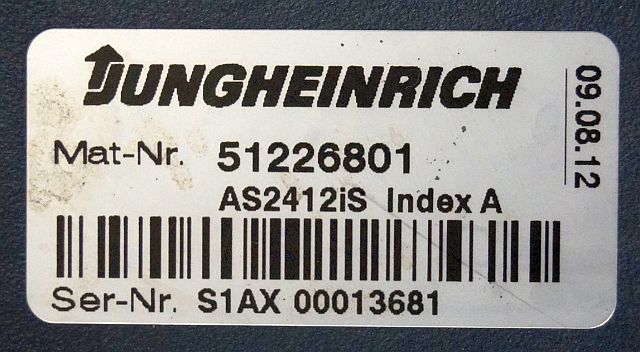 JUNGHEINRICH
09.08.12
Mat-Nr. 51226801
AS2412iS Index A
Ser-Nr. S1AX 00013681